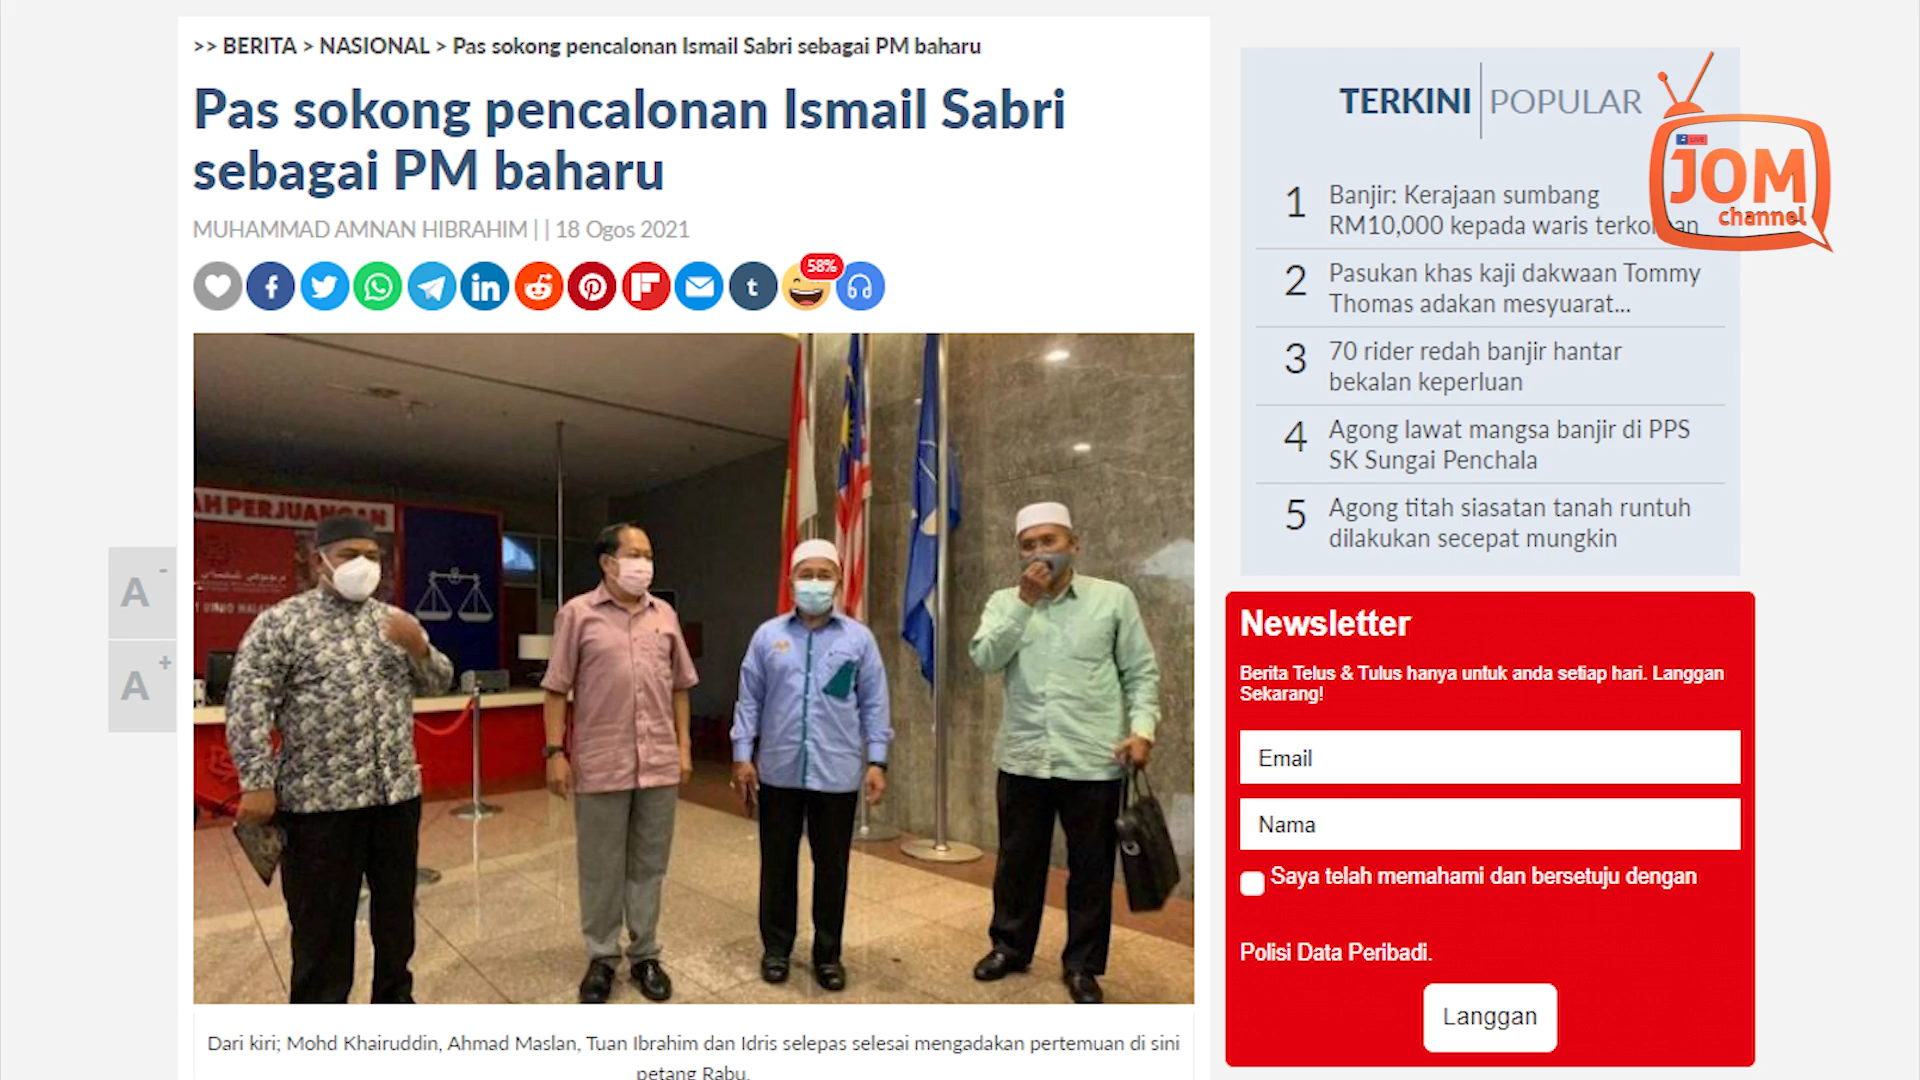 >> BERITA > NASIONAL > Pas sokong pencalonan Ismail Sabri sebagai PM baharu
Pas sokong pencalonan Ismail Sabri
sebagai PM baharu
MUHAMMAD AMNAN HIBRAHIM || 18 Ogos 2021
58%
AH PERJUANGAN
A-
A+
Dari kiri; Mohd Khairuddin, Ahmad Maslan, Tuan Ibrahim dan Idris selepas selesai mengadakan pertemuan di sini
petang Rabu.
TERKINI POPULAR
LIVE
JOM
channel
1 Banjir: Kerajaan sumbang
RM10,000 kepada waris
2 Pasukan khas kaji dakwaan Tommy
Thomas adakan mesyuarat...
3 70 rider redah banjir hantar
bekalan keperluan
4 Agong lawat mangsa banjir di PPS
SK Sungai Penchala
5 Agong titah siasatan tanah runtuh
dilakukan secepat mungkin
Newsletter
Berita Telus & Tulus hanya untuk anda setiap hari. Langgan
Sekarang!
Email
Nama
Saya telah memahami dan bersetuju dengan
Polisi Data Peribadi.
Langgan